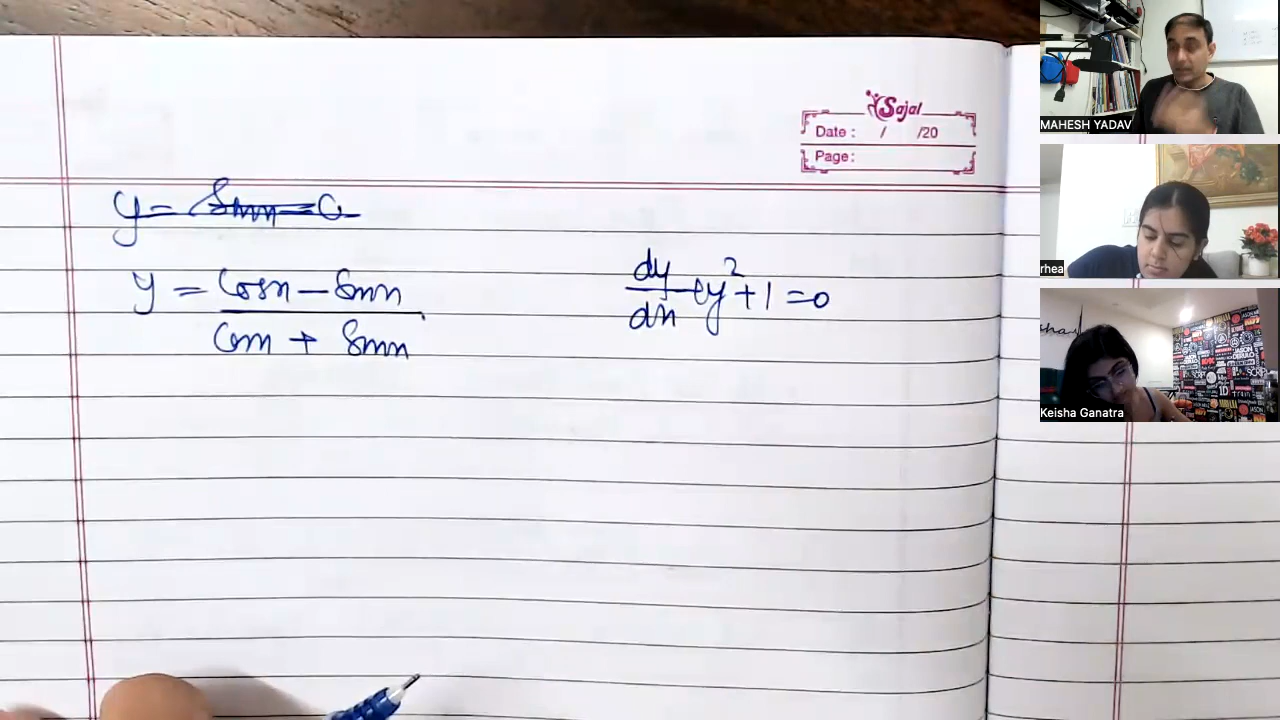 Sajal
Date : / /20
Page:
y = Sinx - C
y = Cosx - Sinx
Cosx + Sinx
dy/dx + y² + 1 = 0
MAHESH YADAV
rhea
Keisha Ganatra